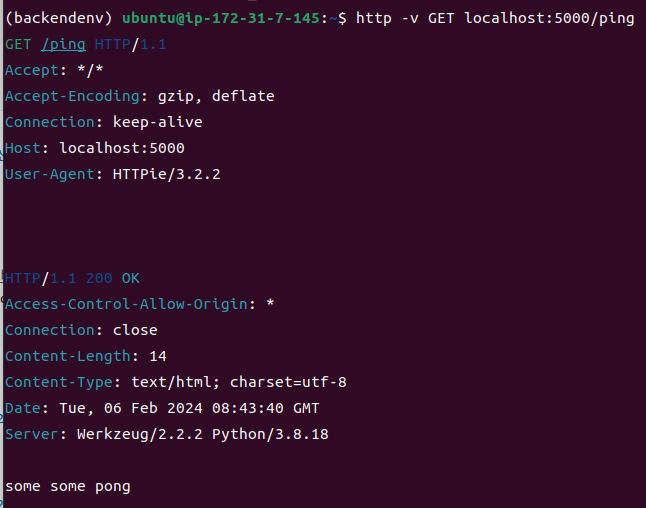 (backendenv) ubuntu@ip-172-31-7-145:~$ http -v GET localhost:5000/ping
GET /ping HTTP/1.1
Accept: */*
Accept-Encoding: gzip, deflate
Connection: keep-alive
Host: localhost:5000
User-Agent: HTTPie/3.2.2
HTTP/1.1 200 OK
Access-Control-Allow-Origin: *
Connection: close
Content-Length: 14
Content-Type: text/html; charset=utf-8
Date: Tue, 06 Feb 2024 08:43:40 GMT
Server: Werkzeug/2.2.2 Python/3.8.18
some some pong